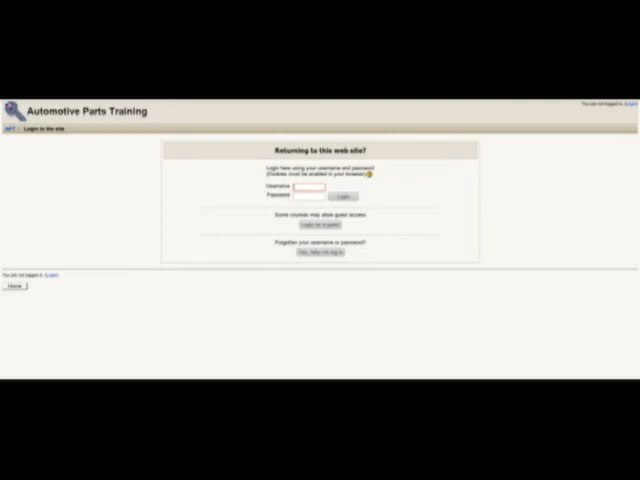 Automotive Parts Training
You are not logged in. (Login)
APT Login to the site
Returning to this web site?
Login here using your username and password
(Cookies must be enabled in your browser)
Username
Password
Login
Some courses may allow guest access
Login as a guest
Forgotten your username or password?
Yes, help me log in
You are not logged in. (Login)
Home